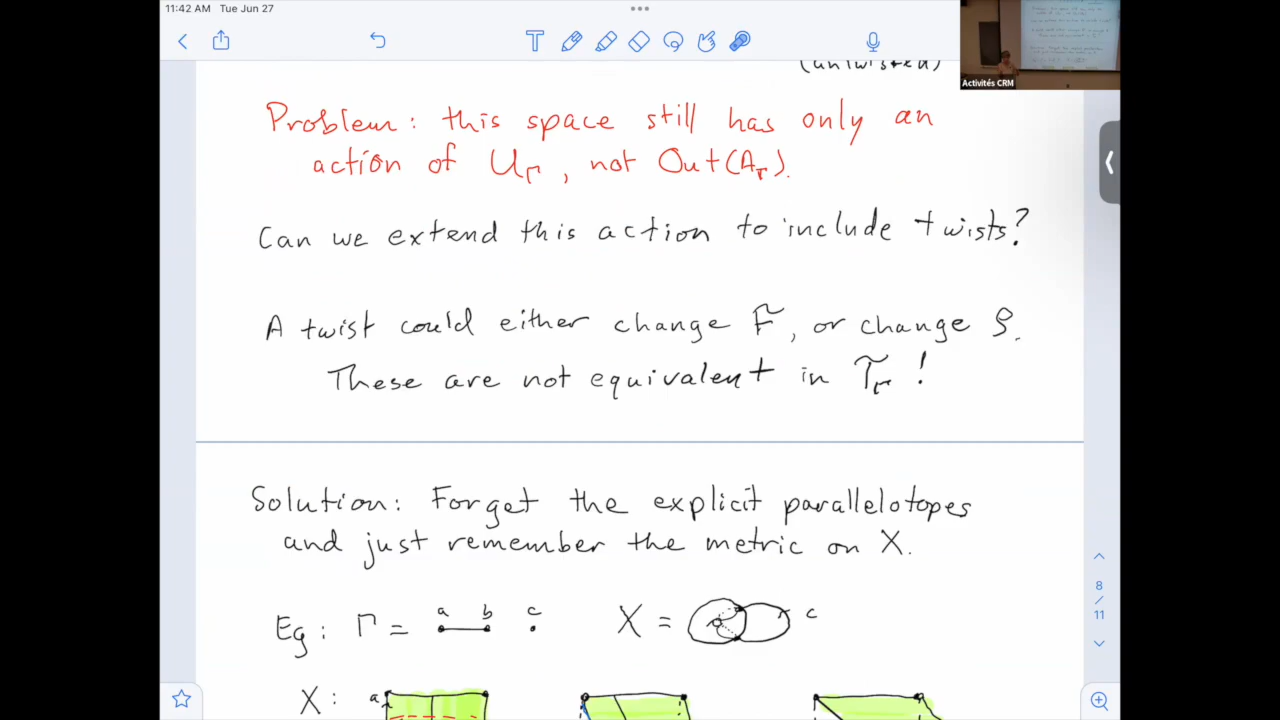 11:42 AM Tue Jun 27
(untwisted)
Activités CRM
Problem: this space still has only an
action of U_Γ, not Out(A_Γ).
Can we extend this action to include twists?
A twist could either change F, or change ρ.
These are not equivalent in T_Γ!
Solution: Forget the explicit parallelotopes
and just remember the metric on X.
Eg: Γ = a b c X = c
X: a
8
/
11